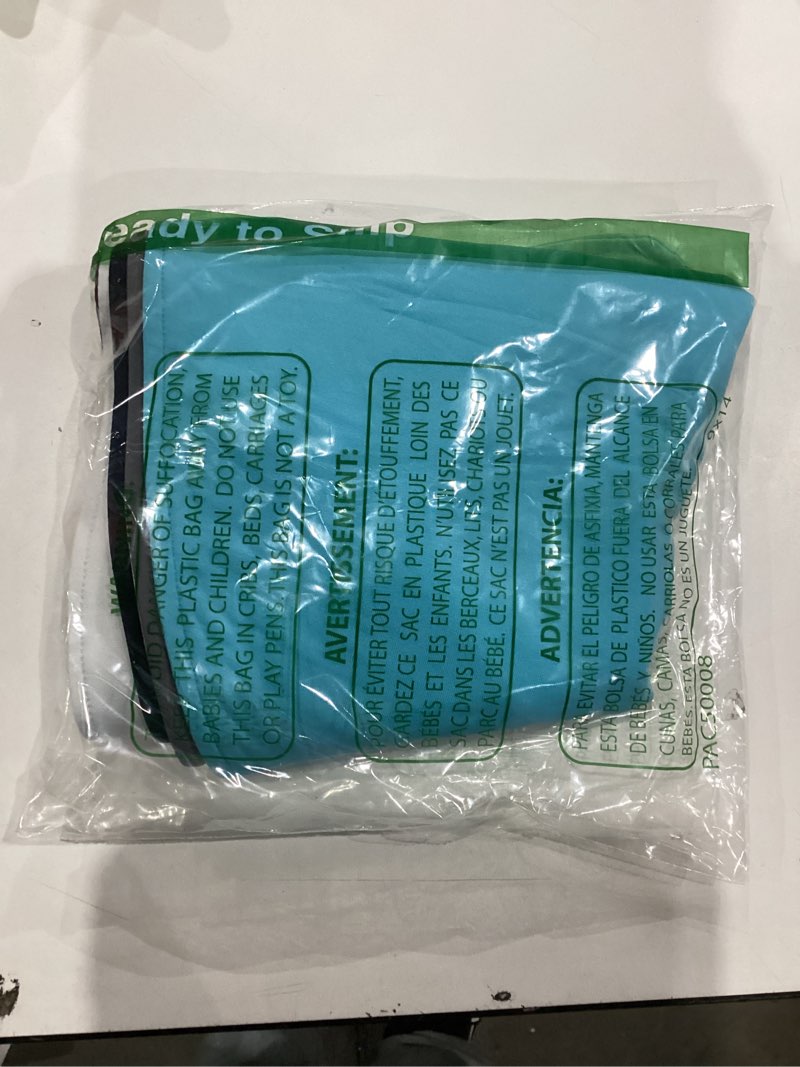 eady to ship
Warning:
AVOID DANGER OF SUFFOCATION,
KEEP THIS PLASTIC BAG AWAY FROM
BABIES AND CHILDREN. DO NOT USE
THIS BAG IN CRIBS, BEDS CARRIAGES
OR PLAY PENS. THIS BAG IS NOT A TOY.
AVERTISSEMENT:
POUR ÉVITER TOUT RISQUE D'ÉTOUFFEMENT,
GARDEZ CE SAC EN PLASTIQUE LOIN DES
BÉBÉS ET LES ENFANTS. N'UTILISEZ PAS CE
SAC DANS LES BERCEAUX, LITS, CHARIOTS OU
PARC AU BÉBÉ. CE SAC N'EST PAS UN JOUET.
ADVERTENCIA:
PARA EVITAR EL PELIGRO DE ASFIXIA, MANTENGA
ESTA BOLSA DE PLASTICO FUERA DEL ALCANCE
DE BEBES Y NINOS. NO USAR ESTA BOLSA EN
CUNAS, CAMAS, CARRIOLAS O CORRALES PARA
BEBES. ESTA BOLSA NO ES UN JUGUETE.
PAC50008
9x14